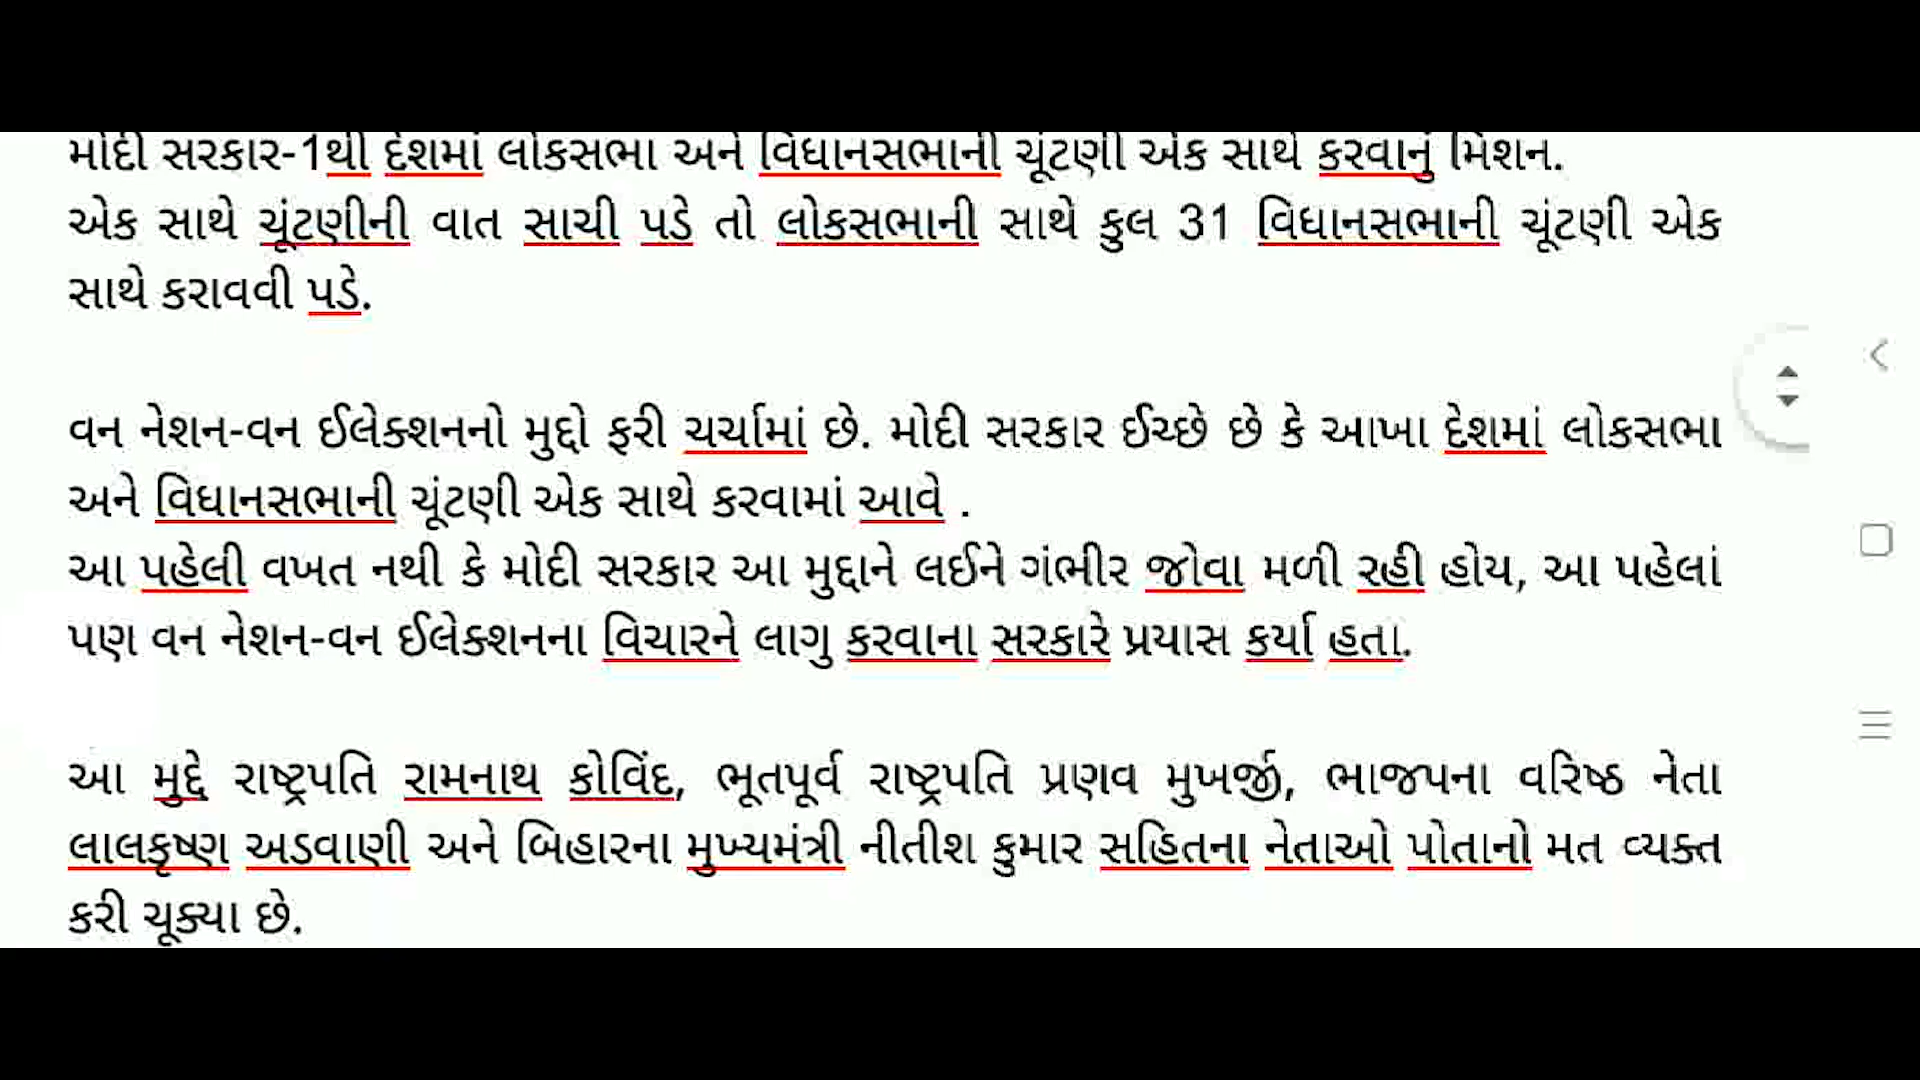 મોદી સરકાર-1થી દેશમાં લોકસભા અને વિધાનસભાની ચૂંટણી એક સાથે કરવાનું મિશન.
એક સાથે ચૂંટણીની વાત સાચી પડે તો લોકસભાની સાથે કુલ 31 વિધાનસભાની ચૂંટણી એક
સાથે કરાવવી પડે.
વન નેશન-વન ઈલેક્શનનો મુદ્દો ફરી ચર્ચામાં છે. મોદી સરકાર ઈચ્છે છે કે આખા દેશમાં લોકસભા
અને વિધાનસભાની ચૂંટણી એક સાથે કરવામાં આવે .
આ પહેલી વખત નથી કે મોદી સરકાર આ મુદ્દાને લઈને ગંભીર જોવા મળી રહી હોય, આ પહેલાં
પણ વન નેશન-વન ઈલેક્શનના વિચારને લાગુ કરવાના સરકારે પ્રયાસ કર્યા હતા.
આ મુદ્દે રાષ્ટ્રપતિ રામનાથ કોવિંદ, ભૂતપૂર્વ રાષ્ટ્રપતિ પ્રણવ મુખર્જી, ભાજપના વરિષ્ઠ નેતા
લાલકૃષ્ણ અડવાણી અને બિહારના મુખ્યમંત્રી નીતીશ કુમાર સહિતના નેતાઓ પોતાનો મત વ્યક્ત
કરી ચૂક્યા છે.